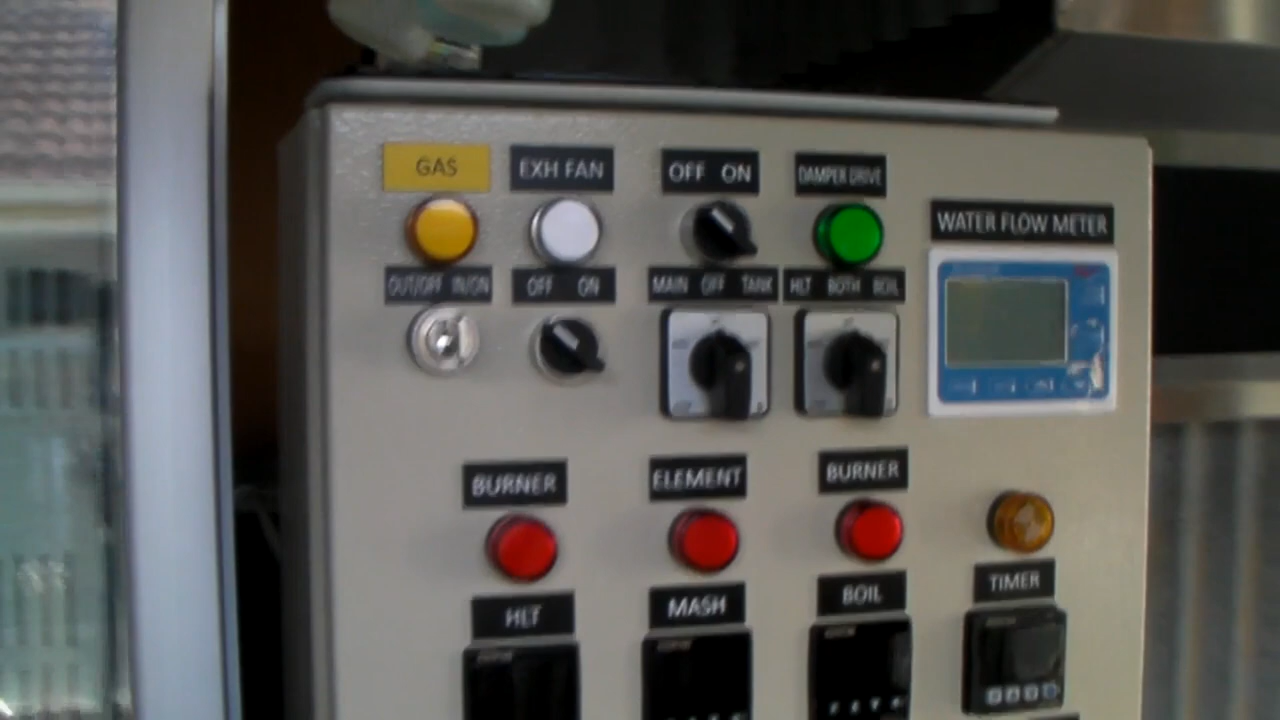 GAS
EXH FAN
OFF ON
DAMPER DRIVE
WATER FLOW METER
OUT/OFF IN/ON
OFF ON
MAIN OFF TANK
HLT BOTH BOIL
BURNER
ELEMENT
BURNER
HLT
MASH
BOIL
TIMER